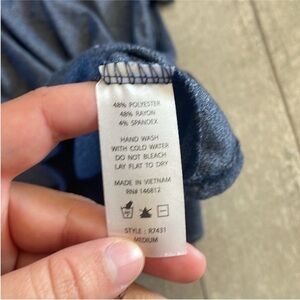 48% POLYESTER
48% RAYON
4% SPANDEX
HAND WASH
WITH COLD WATER
DO NOT BLEACH
LAY FLAT TO DRY
MADE IN VIETNAM
RN# 146812
STYLE : R7431
MEDIUM